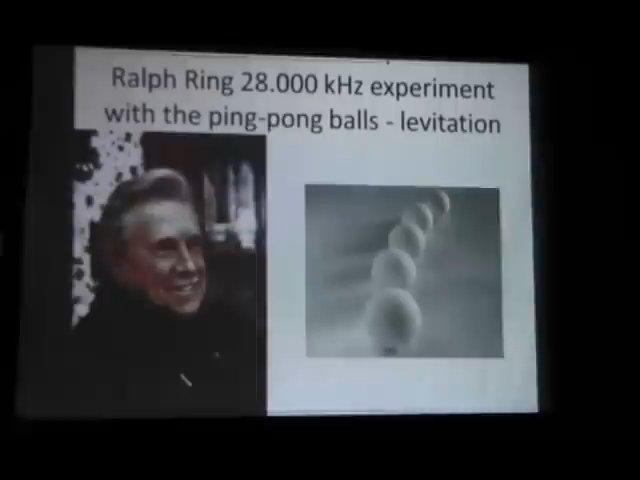 Ralph Ring 28.000 kHz experiment
with the ping-pong balls - levitation